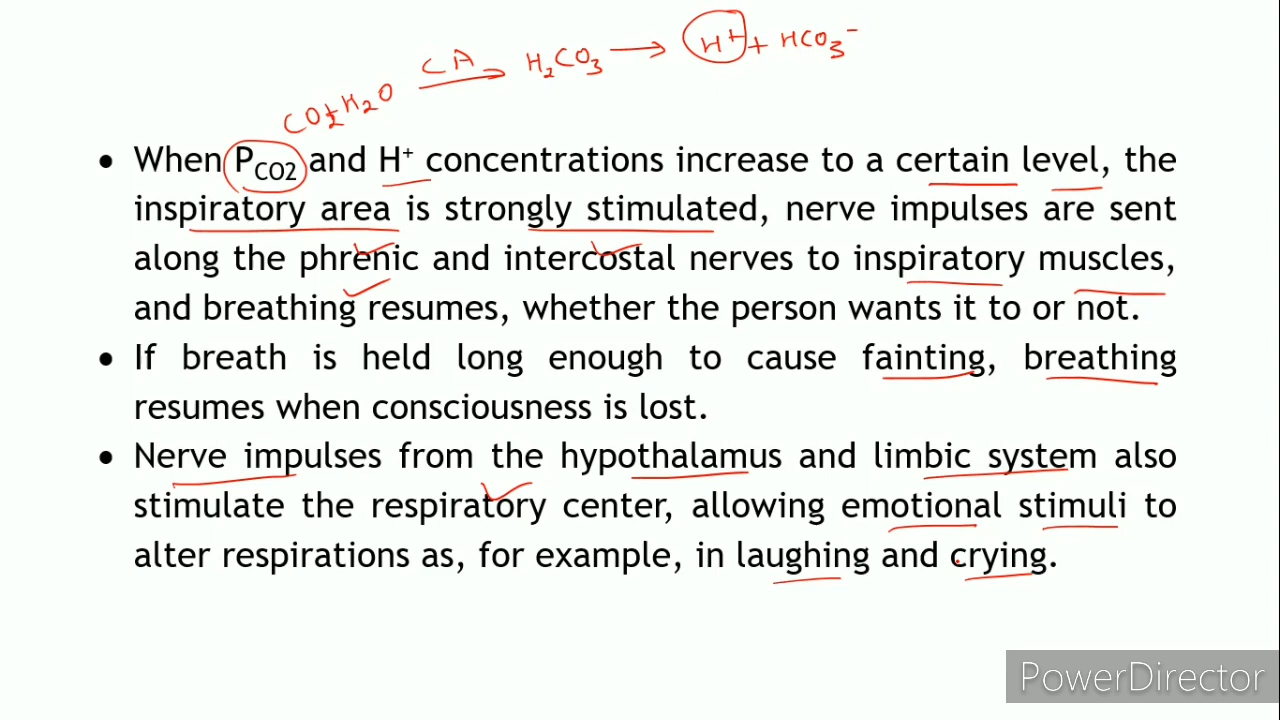 CO₂+H₂O CA → H₂CO₃ → H⁺ + HCO₃⁻
• When P_CO2 and H⁺ concentrations increase to a certain level, the
inspiratory area is strongly stimulated, nerve impulses are sent
along the phrenic and intercostal nerves to inspiratory muscles,
and breathing resumes, whether the person wants it to or not.
• If breath is held long enough to cause fainting, breathing
resumes when consciousness is lost.
• Nerve impulses from the hypothalamus and limbic system also
stimulate the respiratory center, allowing emotional stimuli to
alter respirations as, for example, in laughing and crying.
PowerDirector